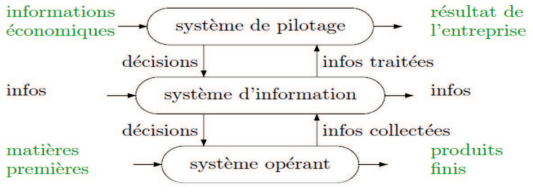 informations
économiques
système de pilotage
résultat de
l'entreprise
décisions
infos traitées
infos
système d'information
infos
décisions
infos collectées
matières
premières
système opérant
produits
finis